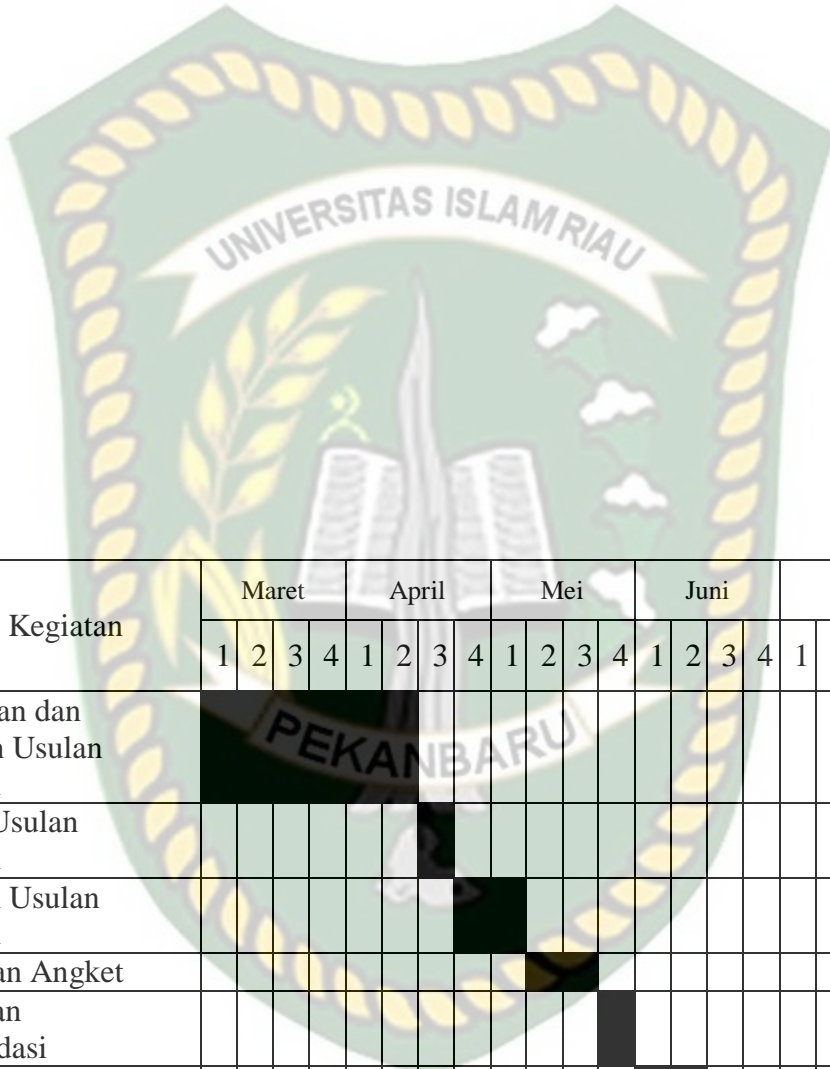 UNIVERSITAS ISLAM RIAU
Kegiatan
Maret April Mei Juni
1 2 3 4 1 2 3 4 1 2 3 4 1 2 3 4 1
an dan
Usulan
PEKANBARU
Usulan
Usulan
an Angket
an
dasi